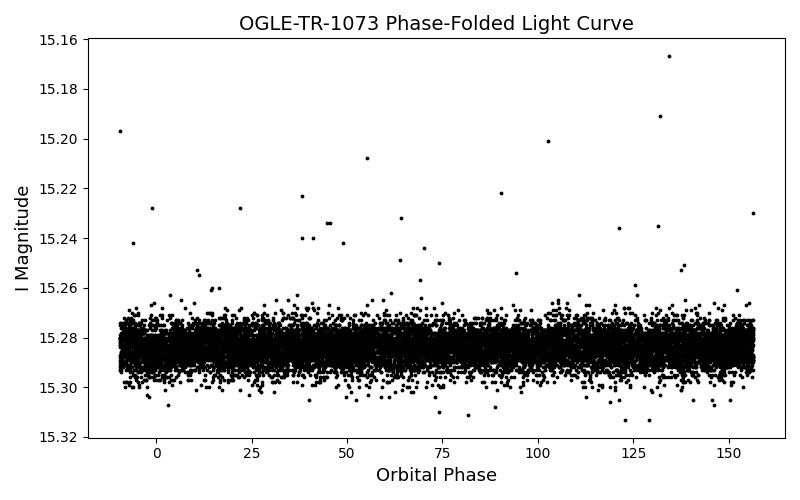 OGLE-TR-1073 Phase-Folded Light Curve
15.16
15.18
15.20
15.22
15.24
15.26
15.28
15.30
15.32
I Magnitude
0 25 50 75 100 125 150
Orbital Phase